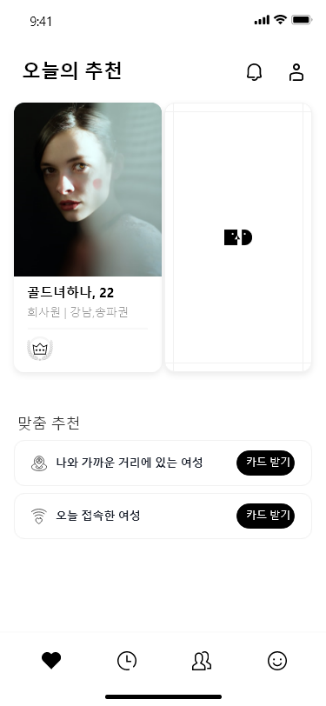 9:41
오늘의 추천
골드녀하나, 22
회사원 | 강남,송파권
맞춤 추천
나와 가까운 거리에 있는 여성
카드 받기
오늘 접속한 여성
카드 받기